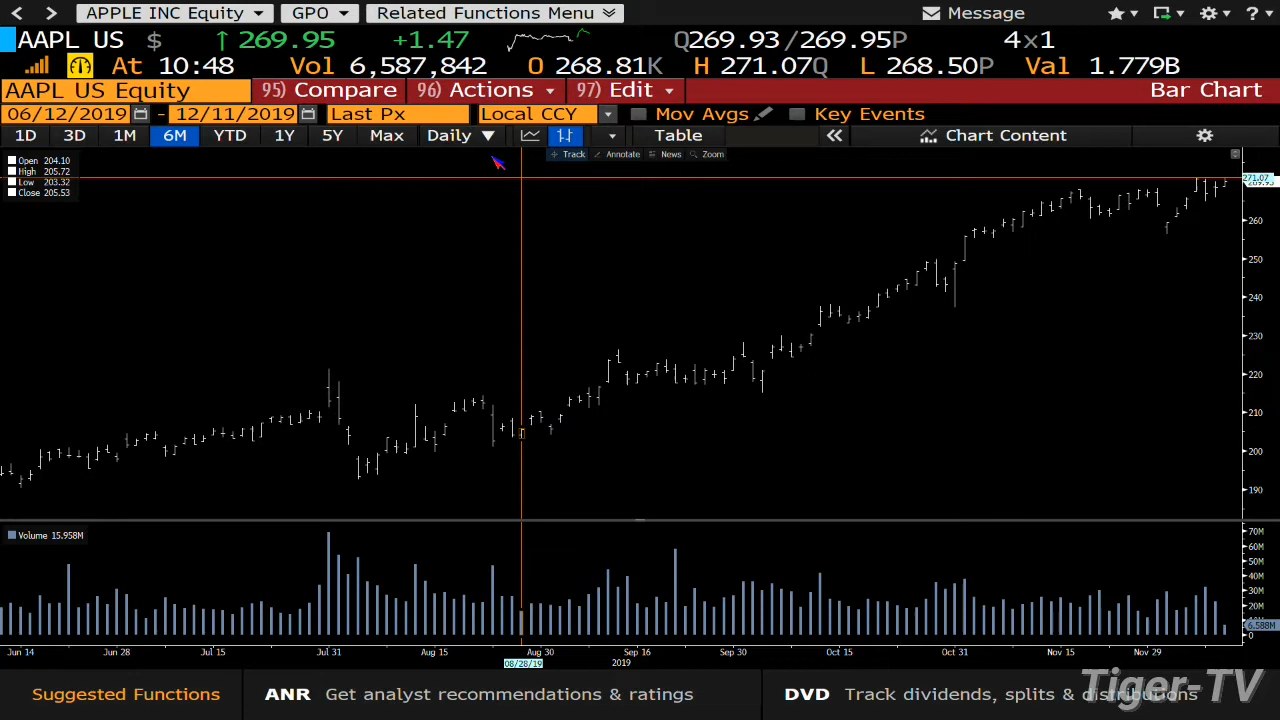 APPLE INC Equity GPO Related Functions Menu Message ?
AAPL US $ ↑ 269.95 +1.47 Q269.93/269.95P 4x1
At 10:48 Vol 6,587,842 O 268.81K H 271.07Q L 268.50P Val 1.779B
AAPL US Equity 95) Compare 96) Actions 97) Edit Bar Chart
06/12/2019 - 12/11/2019 Last Px Local CCY Mov Avgs Key Events
1D 3D 1M 6M YTD 1Y 5Y Max Daily ▼ Table « Chart Content
Track Annotate News Zoom
Open 204.10
High 205.72
Low 203.32
Close 205.53
271.07
260
250
240
230
220
210
200
190
Volume 15.958M
70M
60M
50M
40M
30M
20M
6.588M
0
Jun 14 Jun 28 Jul 15 Jul 31 Aug 15 Aug 30 Sep 16 Sep 30 Oct 15 Oct 31 Nov 15 Nov 29
08/28/19 2019
Suggested Functions ANR Get analyst recommendations & ratings DVD Track dividends, splits & distributions
Tiger-TV